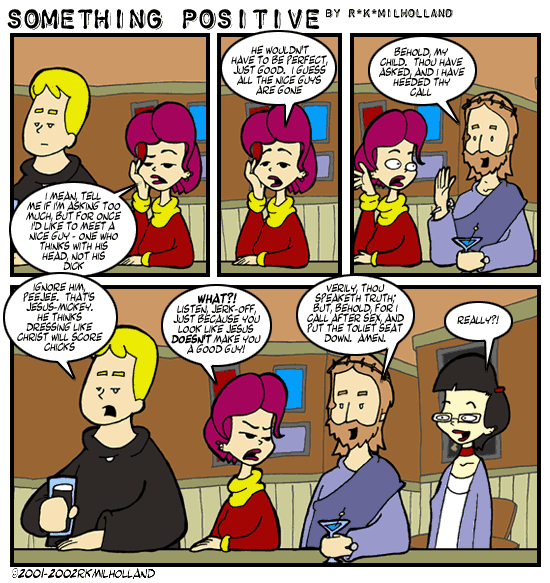 SOMETHING POSITIVE BY R*K*MILHOLLAND
I MEAN, TELL
ME IF I'M ASKING TOO
MUCH, BUT FOR ONCE
I'D LIKE TO MEET A
NICE GUY - ONE WHO
THINKS WITH HIS
HEAD, NOT HIS
DICK
HE WOULDN'T
HAVE TO BE PERFECT,
JUST GOOD. I GUESS
ALL THE NICE GUYS
ARE GONE
BEHOLD, MY
CHILD. THOU HAVE
ASKED, AND I HAVE
HEEDED THY
CALL
IGNORE HIM,
PEEJEE. THAT'S
JESUS-MICKEY.
HE THINKS
DRESSING LIKE
CHRIST WILL SCORE
CHICKS
WHAT?!
LISTEN, JERK-OFF,
JUST BECAUSE YOU
LOOK LIKE JESUS
DOESN'T MAKE YOU
A GOOD GUY!
VERILY, THOU
SPEAKETH TRUTH;
BUT, BEHOLD, FOR I
CALL AFTER SEX, AND
PUT THE TOLIET SEAT
DOWN. AMEN.
REALLY?!
©2001-2002RKMILHOLLAND